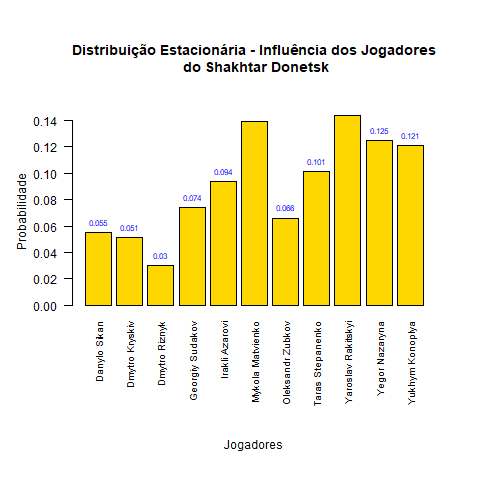 Distribuição Estacionária - Influência dos Jogadores
do Shakhtar Donetsk
Probabilidade
0.14
0.12
0.10
0.08
0.06
0.04
0.02
0.00
0.055
0.051
0.03
0.074
0.094
0.066
0.101
0.125
0.121
Danylo Sikan
Dmytro Kryskiv
Dmytro Riznyk
Georgiy Sudakov
Irakli Azarovi
Mykola Matvienko
Oleksandr Zubkov
Taras Stepanenko
Yaroslav Rakitskyi
Yegor Nazaryna
Yukhym Konoplya
Jogadores